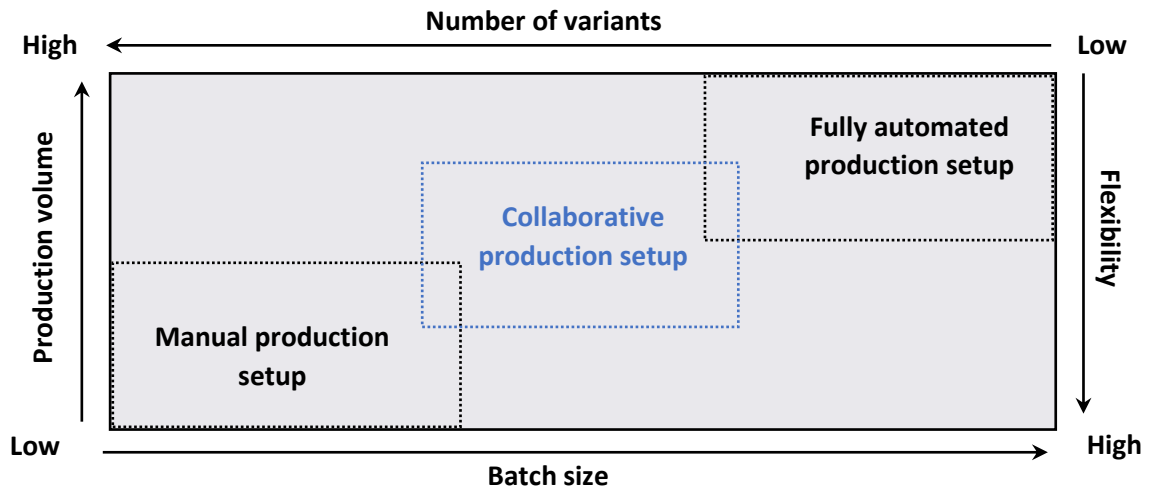 Number of variants
High
Low
Fully automated
production setup
Production volume
Flexibility
Collaborative
production setup
Manual production
setup
Low
High
Batch size